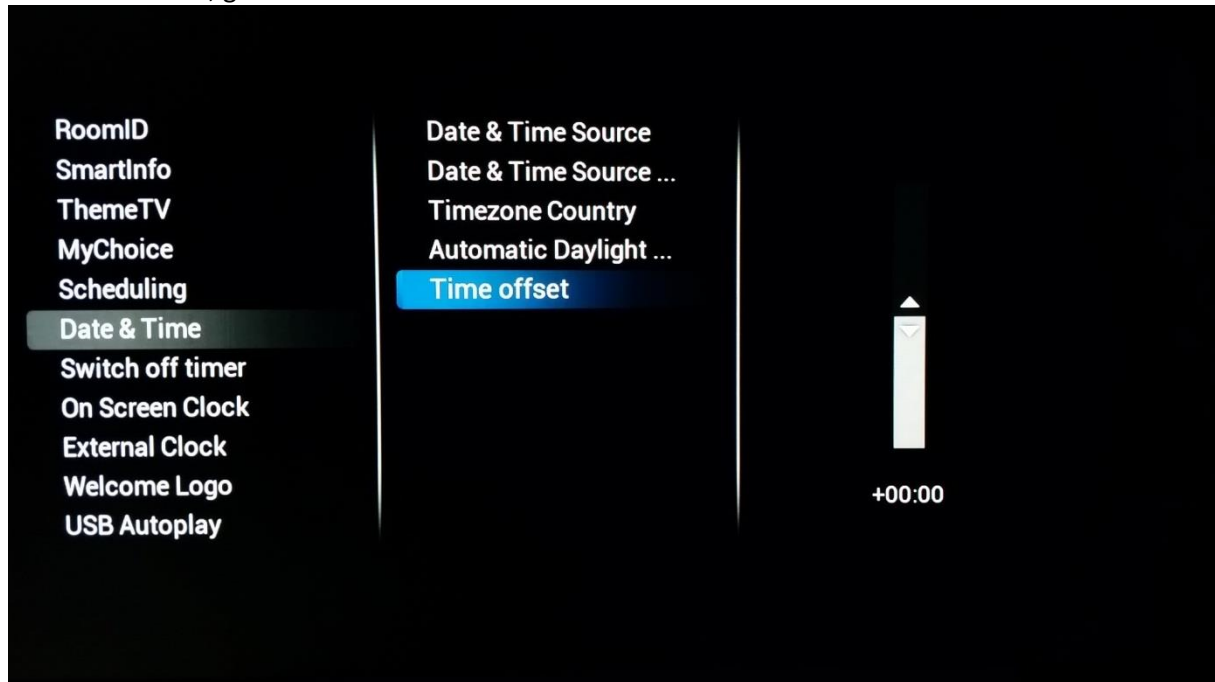 RoomID
SmartInfo
ThemeTV
MyChoice
Scheduling
Date & Time
Switch off timer
On Screen Clock
External Clock
Welcome Logo
USB Autoplay
Date & Time Source
Date & Time Source ...
Timezone Country
Automatic Daylight ...
Time offset
+00:00